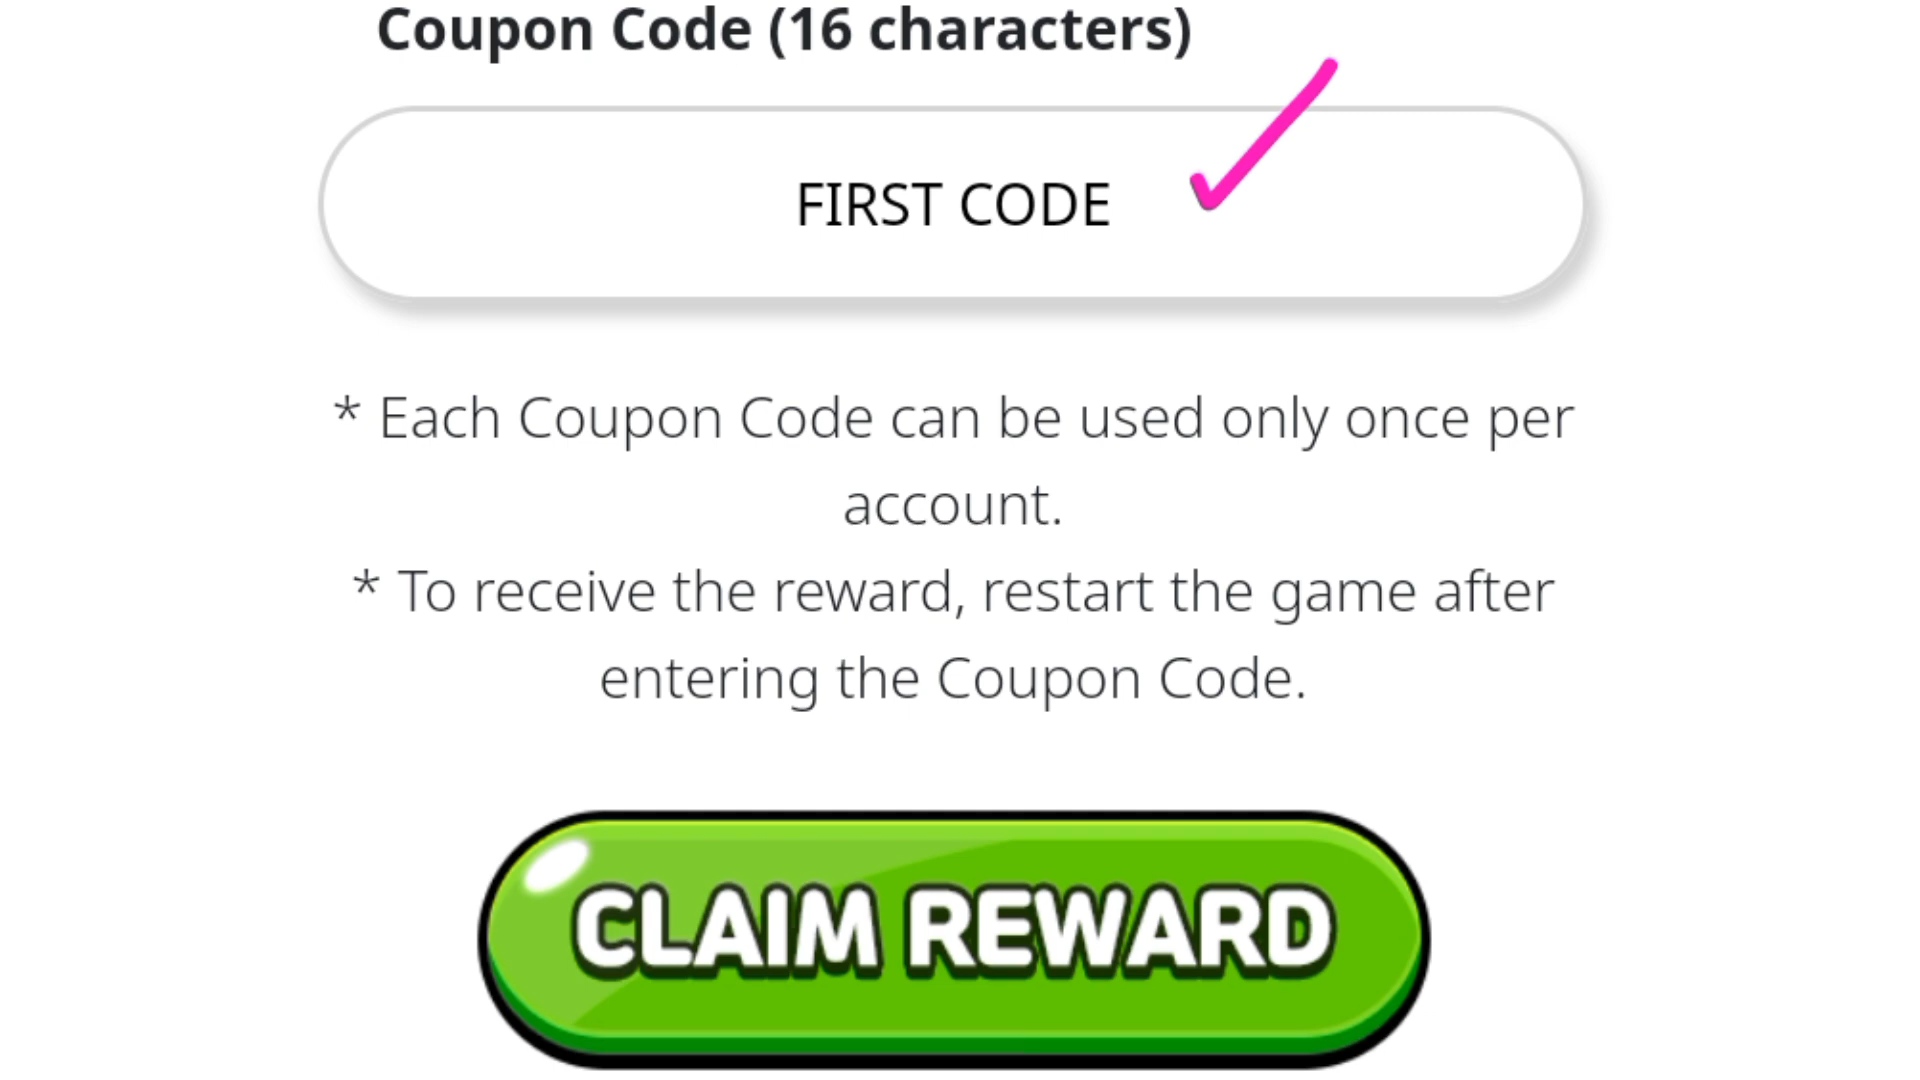 Coupon Code (16 characters)
FIRST CODE
* Each Coupon Code can be used only once per
account.
* To receive the reward, restart the game after
entering the Coupon Code.
CLAIM REWARD